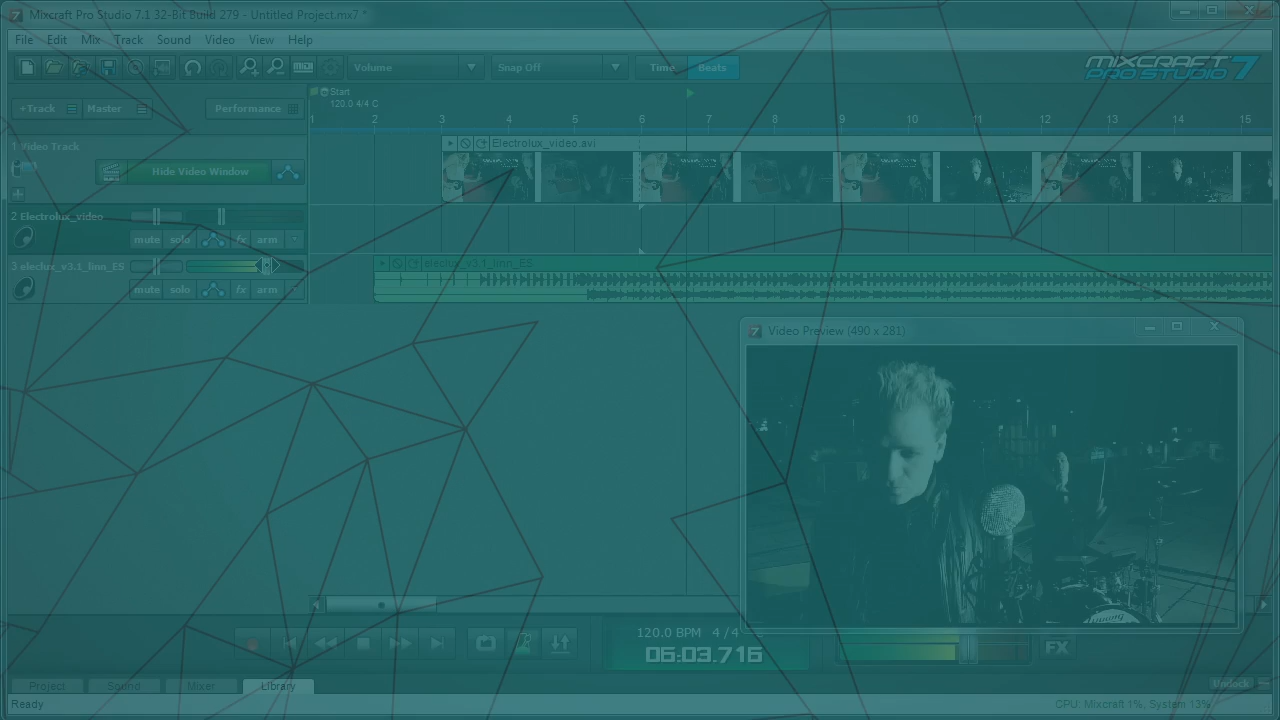 Mixcraft Pro Studio 7.1 32-Bit Build 279 - Untitled Project.mx7 *
File Edit Mix Track Sound Video View Help
Volume Snap Off Time Beats MIXCRAFT PRO STUDIO 7
+Track Master Performance
Start
120.0 4/4 C
1 2 3 4 5 6 7 8 9 10 11 12 13 14 15
1 Video Track
Electrolux_video.avi
Hide Video Window
2 Electrolux_video
mute solo fx arm
3 eleclux_v3.1_linn_ES
eleclux_v3.1_linn_ES
mute solo fx arm
7 Video Preview (490 x 281)
120.0 BPM 4 / 4
06:03.716
FX
Project Sound Mixer Library
Undock
Ready
CPU: Mixcraft 1%, System 13%